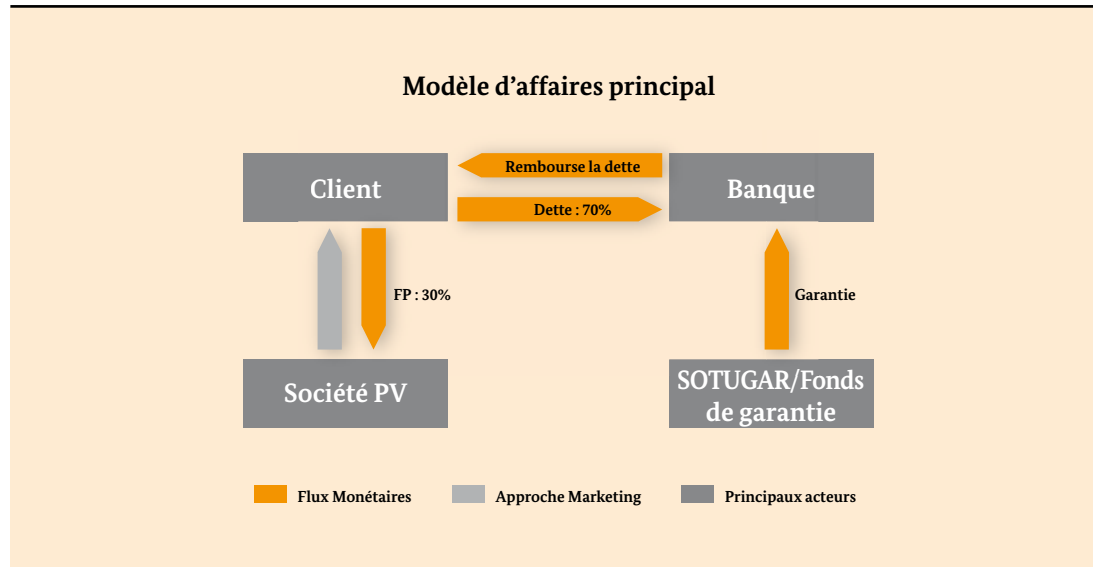 Modèle d’affaires principal
Client
Rembourse la dette
Banque
Dette : 70%
FP : 30%
Garantie
Société PV
SOTUGAR/Fonds
de garantie
Flux Monétaires
Approche Marketing
Principaux acteurs